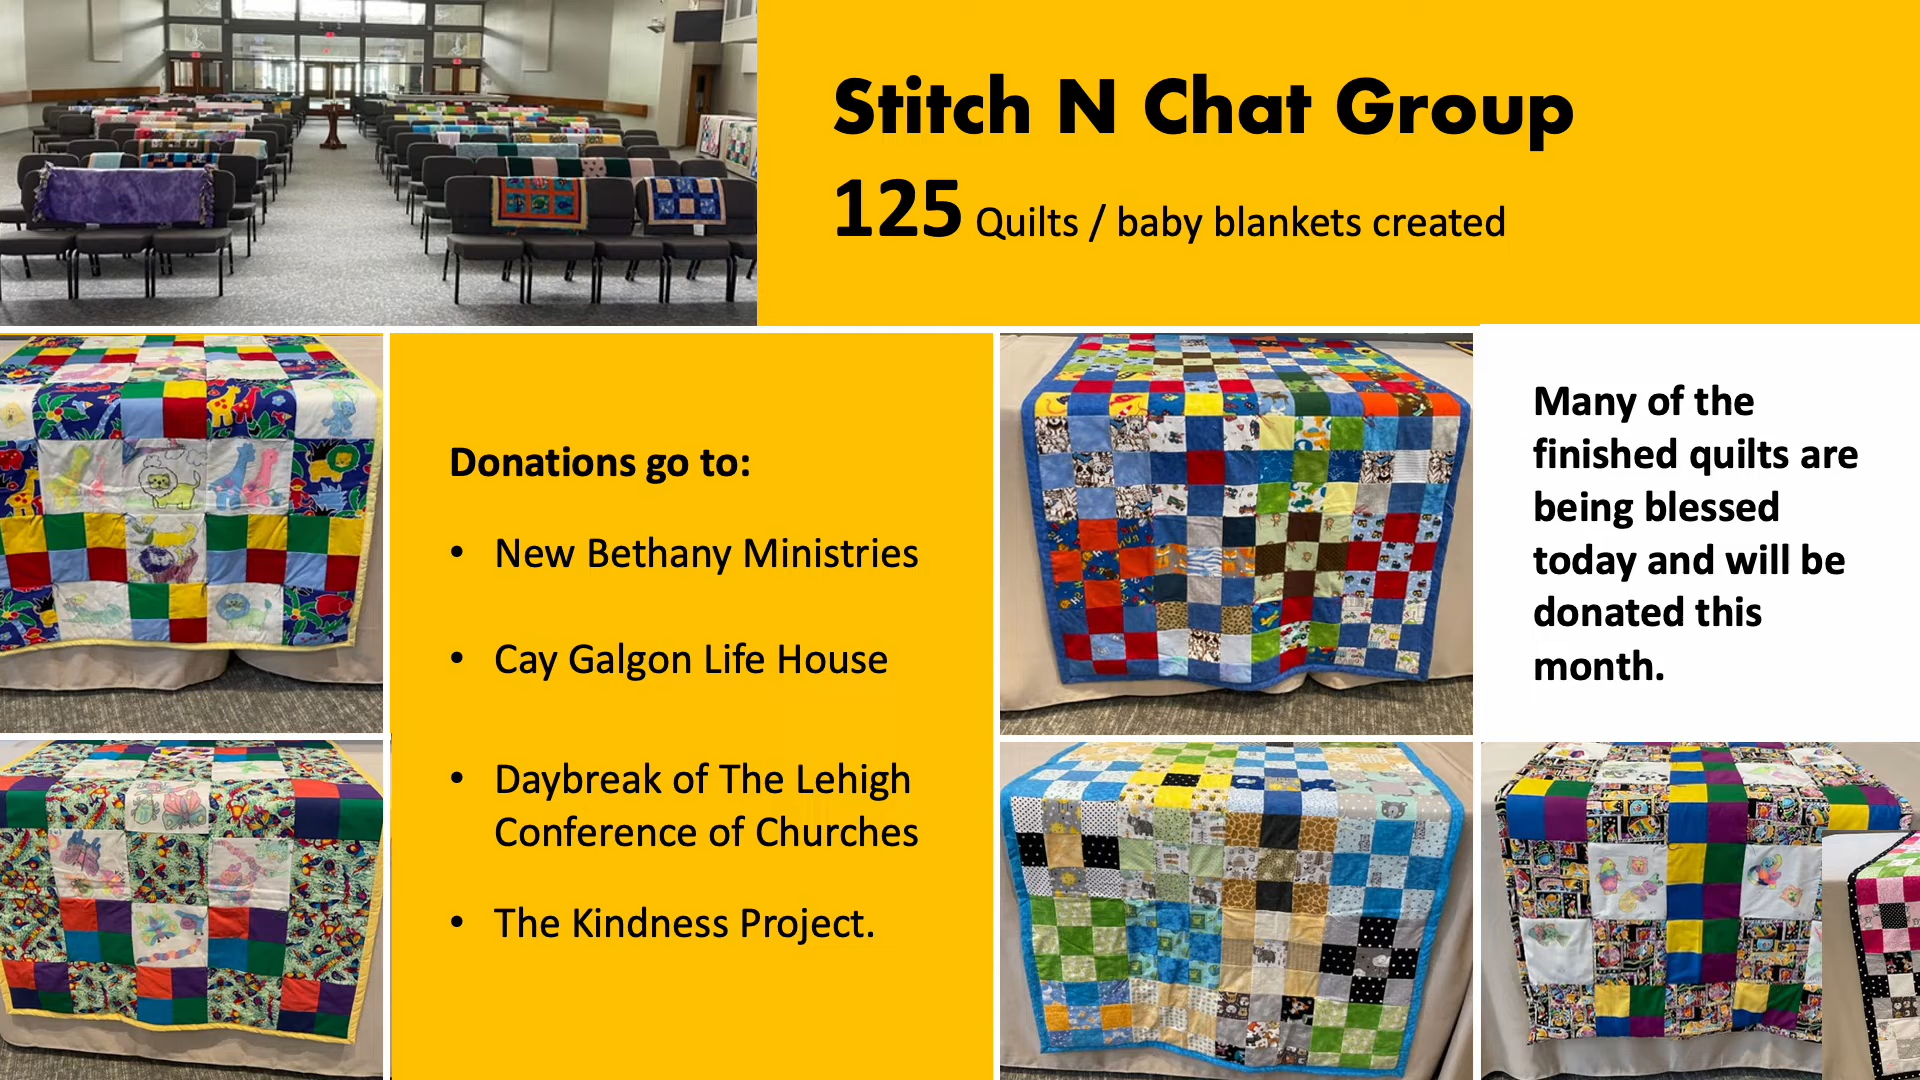 Stitch N Chat Group
125 Quilts / baby blankets created
Donations go to:
• New Bethany Ministries
• Cay Galgon Life House
• Daybreak of The Lehigh
Conference of Churches
• The Kindness Project.
Many of the
finished quilts are
being blessed
today and will be
donated this
month.